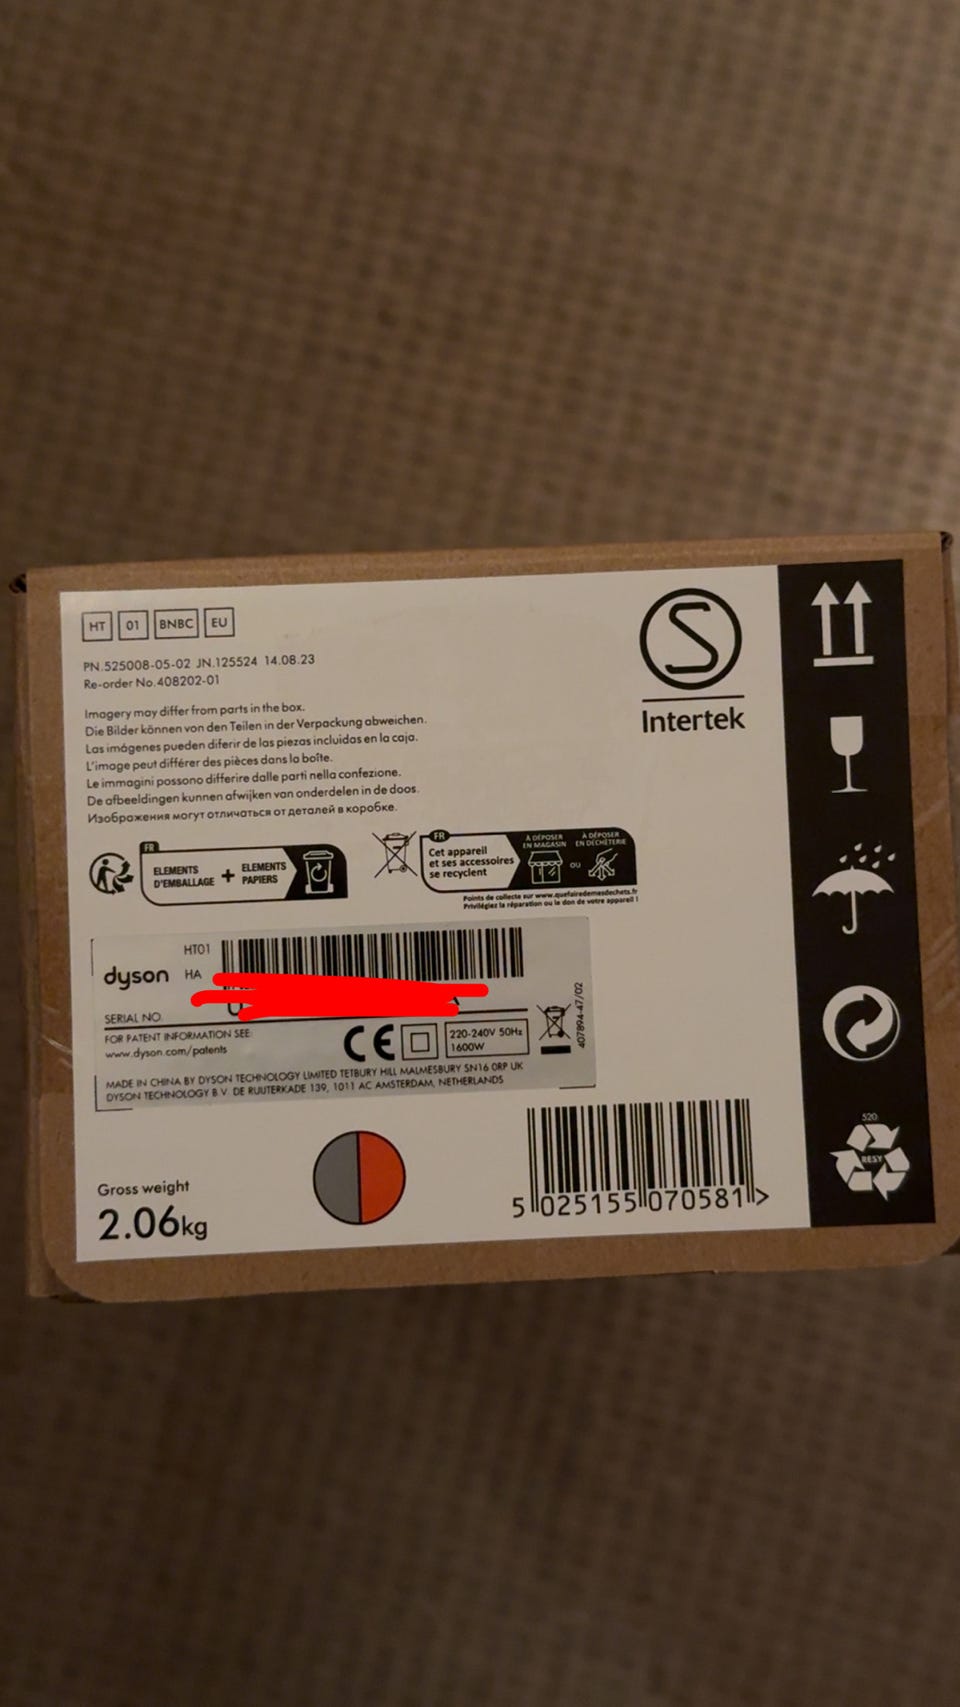 HT 01 BNBC EU
PN.525008-05-02 JN.125524 14.08.23
Re-order No.408202-01
Intertek
Imagery may differ from parts in the box.
Die Bilder können von den Teilen in der Verpackung abweichen.
Las imágenes pueden diferir de las piezas incluidas en la caja.
L'image peut différer des pièces dans la boîte.
Le immagini possono differire dalle parti nella confezione.
De afbeeldingen kunnen afwijken van onderdelen in de doos.
Изображения могут отличаться от деталей в коробке.
FR
ELEMENTS
D'EMBALLAGE
+
ELEMENTS
PAPIERS
FR
Cet appareil
et ses accessoires
se recyclent
À DÉPOSER
EN MAGASIN
OU
À DÉPOSER
EN DÉCHÈTERIE
Points de collecte sur www.quefairedemesdechets.fr
Privilégiez la réparation ou le don de votre appareil !
HT01
dyson HA
SERIAL NO.
FOR PATENT INFORMATION SEE:
www.dyson.com/patents
CE
220-240V 50Hz
1600W
407894-47/02
MADE IN CHINA BY DYSON TECHNOLOGY LIMITED TETBURY HILL MALMESBURY SN16 0RP UK
DYSON TECHNOLOGY B.V. DE RUIJTERKADE 139, 1011 AC AMSTERDAM, NETHERLANDS
Gross weight
2.06kg
5 025155 070581 >
520
RESY